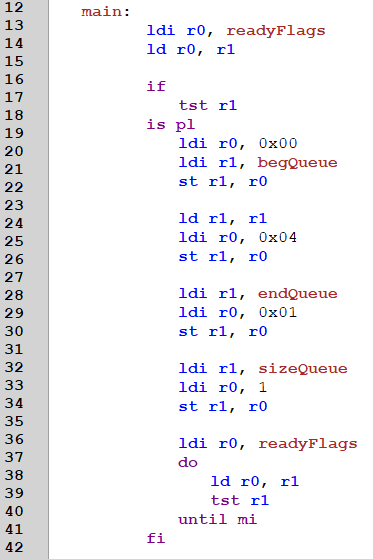 12 main:
13 ldi r0, readyFlags
14 ld r0, r1
15
16 if
17 tst r1
18 is pl
19 ldi r0, 0x00
20 ldi r1, begQueue
21 st r1, r0
22
23 ld r1, r1
24 ldi r0, 0x04
25 st r1, r0
26
27 ldi r1, endQueue
28 ldi r0, 0x01
29 st r1, r0
30
31 ldi r1, sizeQueue
32 ldi r0, 1
33 st r1, r0
34
35 ldi r0, readyFlags
36 do
37 ld r0, r1
38 tst r1
39 until mi
40 fi
41
42